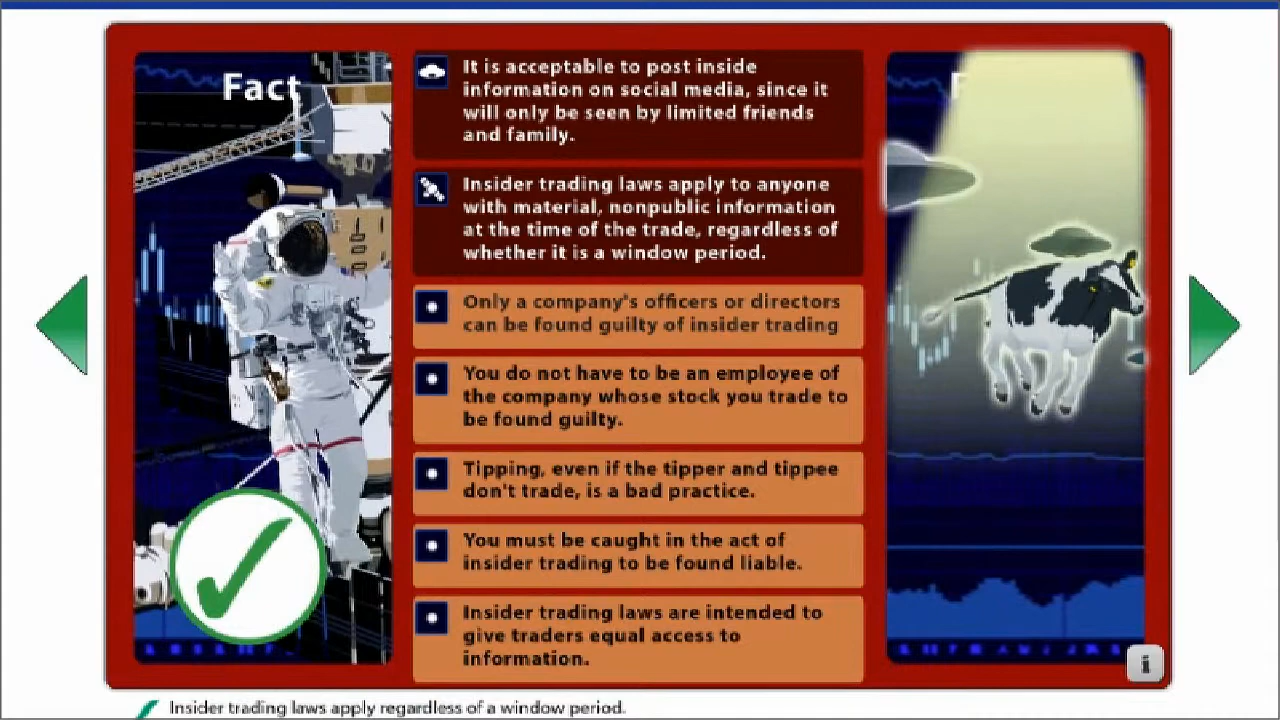 Fact
It is acceptable to post inside
information on social media, since it
will only be seen by limited friends
and family.
Insider trading laws apply to anyone
with material, nonpublic information
at the time of the trade, regardless of
whether it is a window period.
Only a company's officers or directors
can be found guilty of insider trading
You do not have to be an employee of
the company whose stock you trade to
be found guilty.
Tipping, even if the tipper and tippee
don't trade, is a bad practice.
You must be caught in the act of
insider trading to be found liable.
Insider trading laws are intended to
give traders equal access to
information.
i
Insider trading laws apply regardless of a window period.